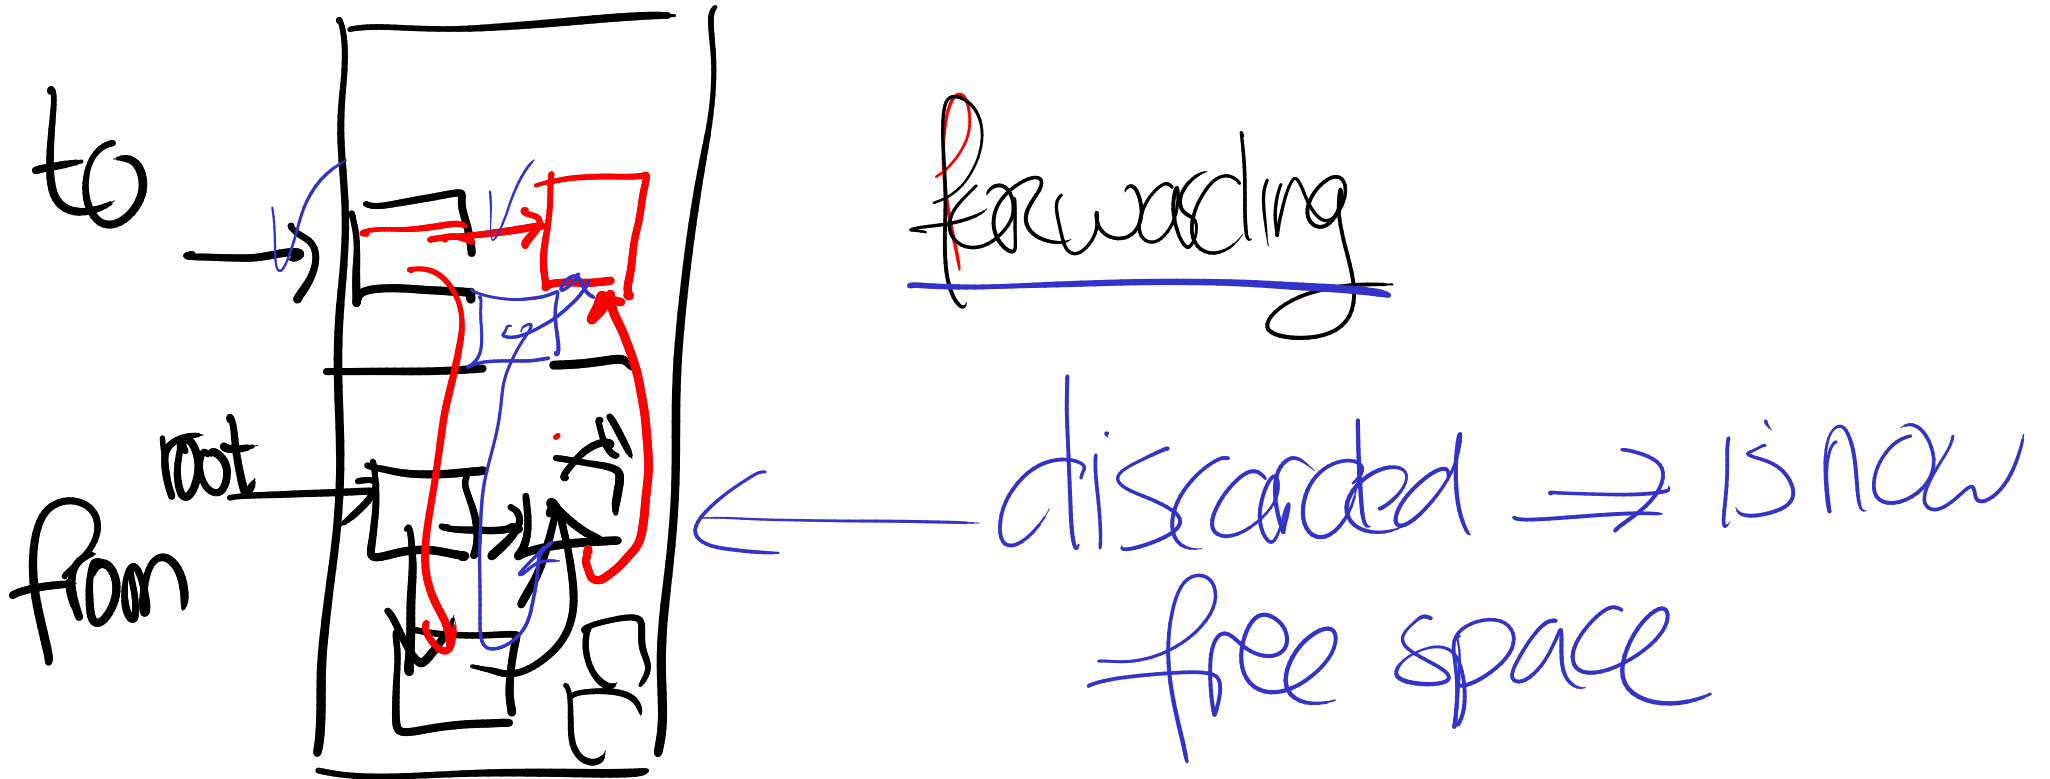 to
forwarding
root
from
discarded ⇒ is now
free space